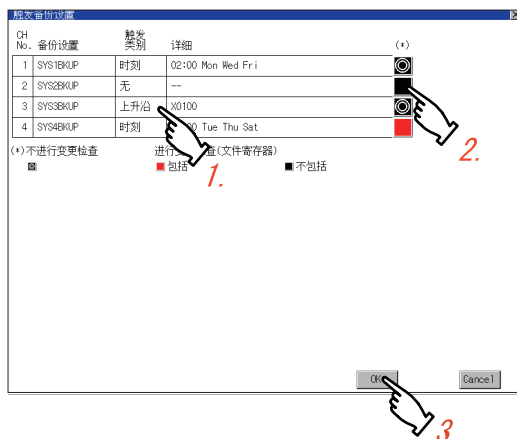 触发备份设置
CH No. 备份设置 触发类别 详细 (*)
1 SYS1BKUP 时刻 02:00 Mon Wed Fri
2 SYS2BKUP 无 --
3 SYS3BKUP 上升沿 X0100
4 SYS4BKUP 时刻 Tue Thu Sat
(*)不进行变更检查 (文件寄存器)
包括 不包括
1.
2.
OK Cancel
3